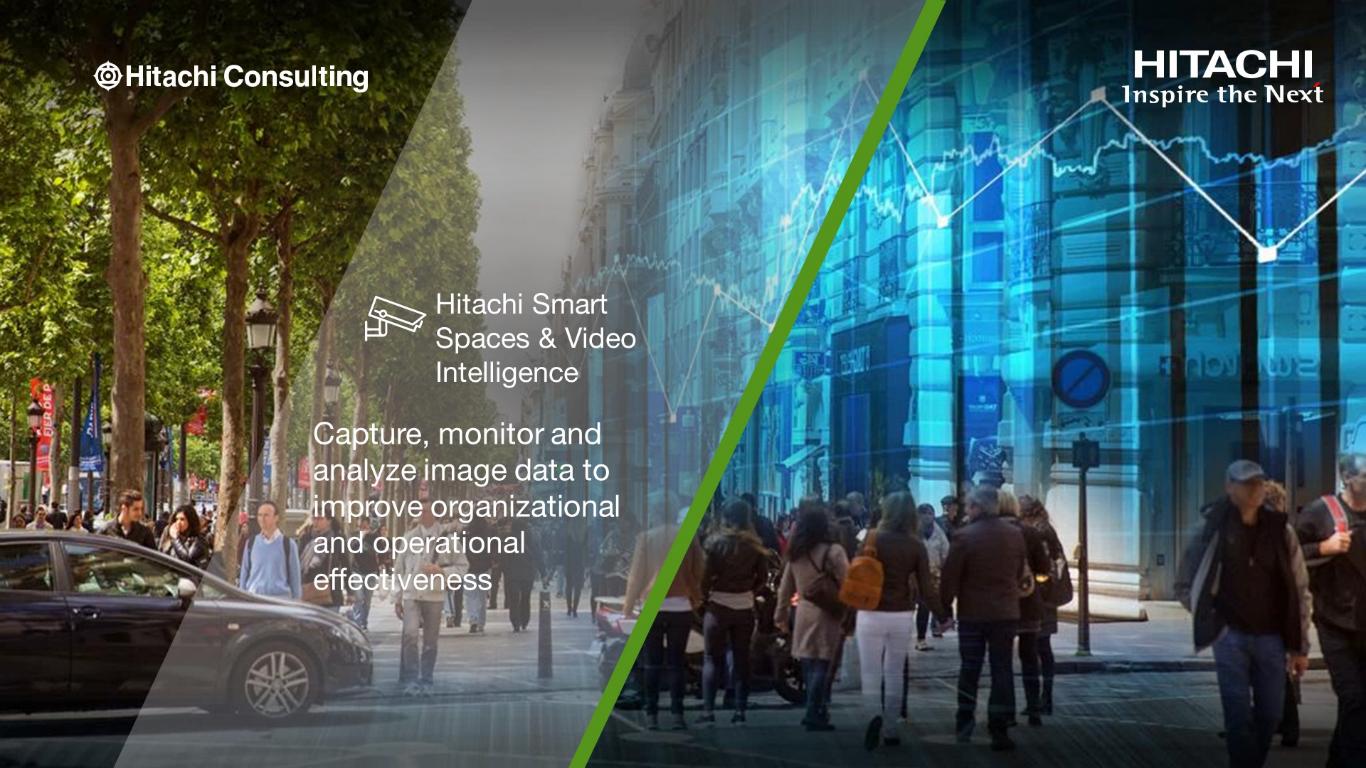 Hitachi Consulting
HITACHI
Inspire the Next
Hitachi Smart
Spaces & Video
Intelligence
Capture, monitor and
analyze image data to
improve organizational
and operational
effectiveness